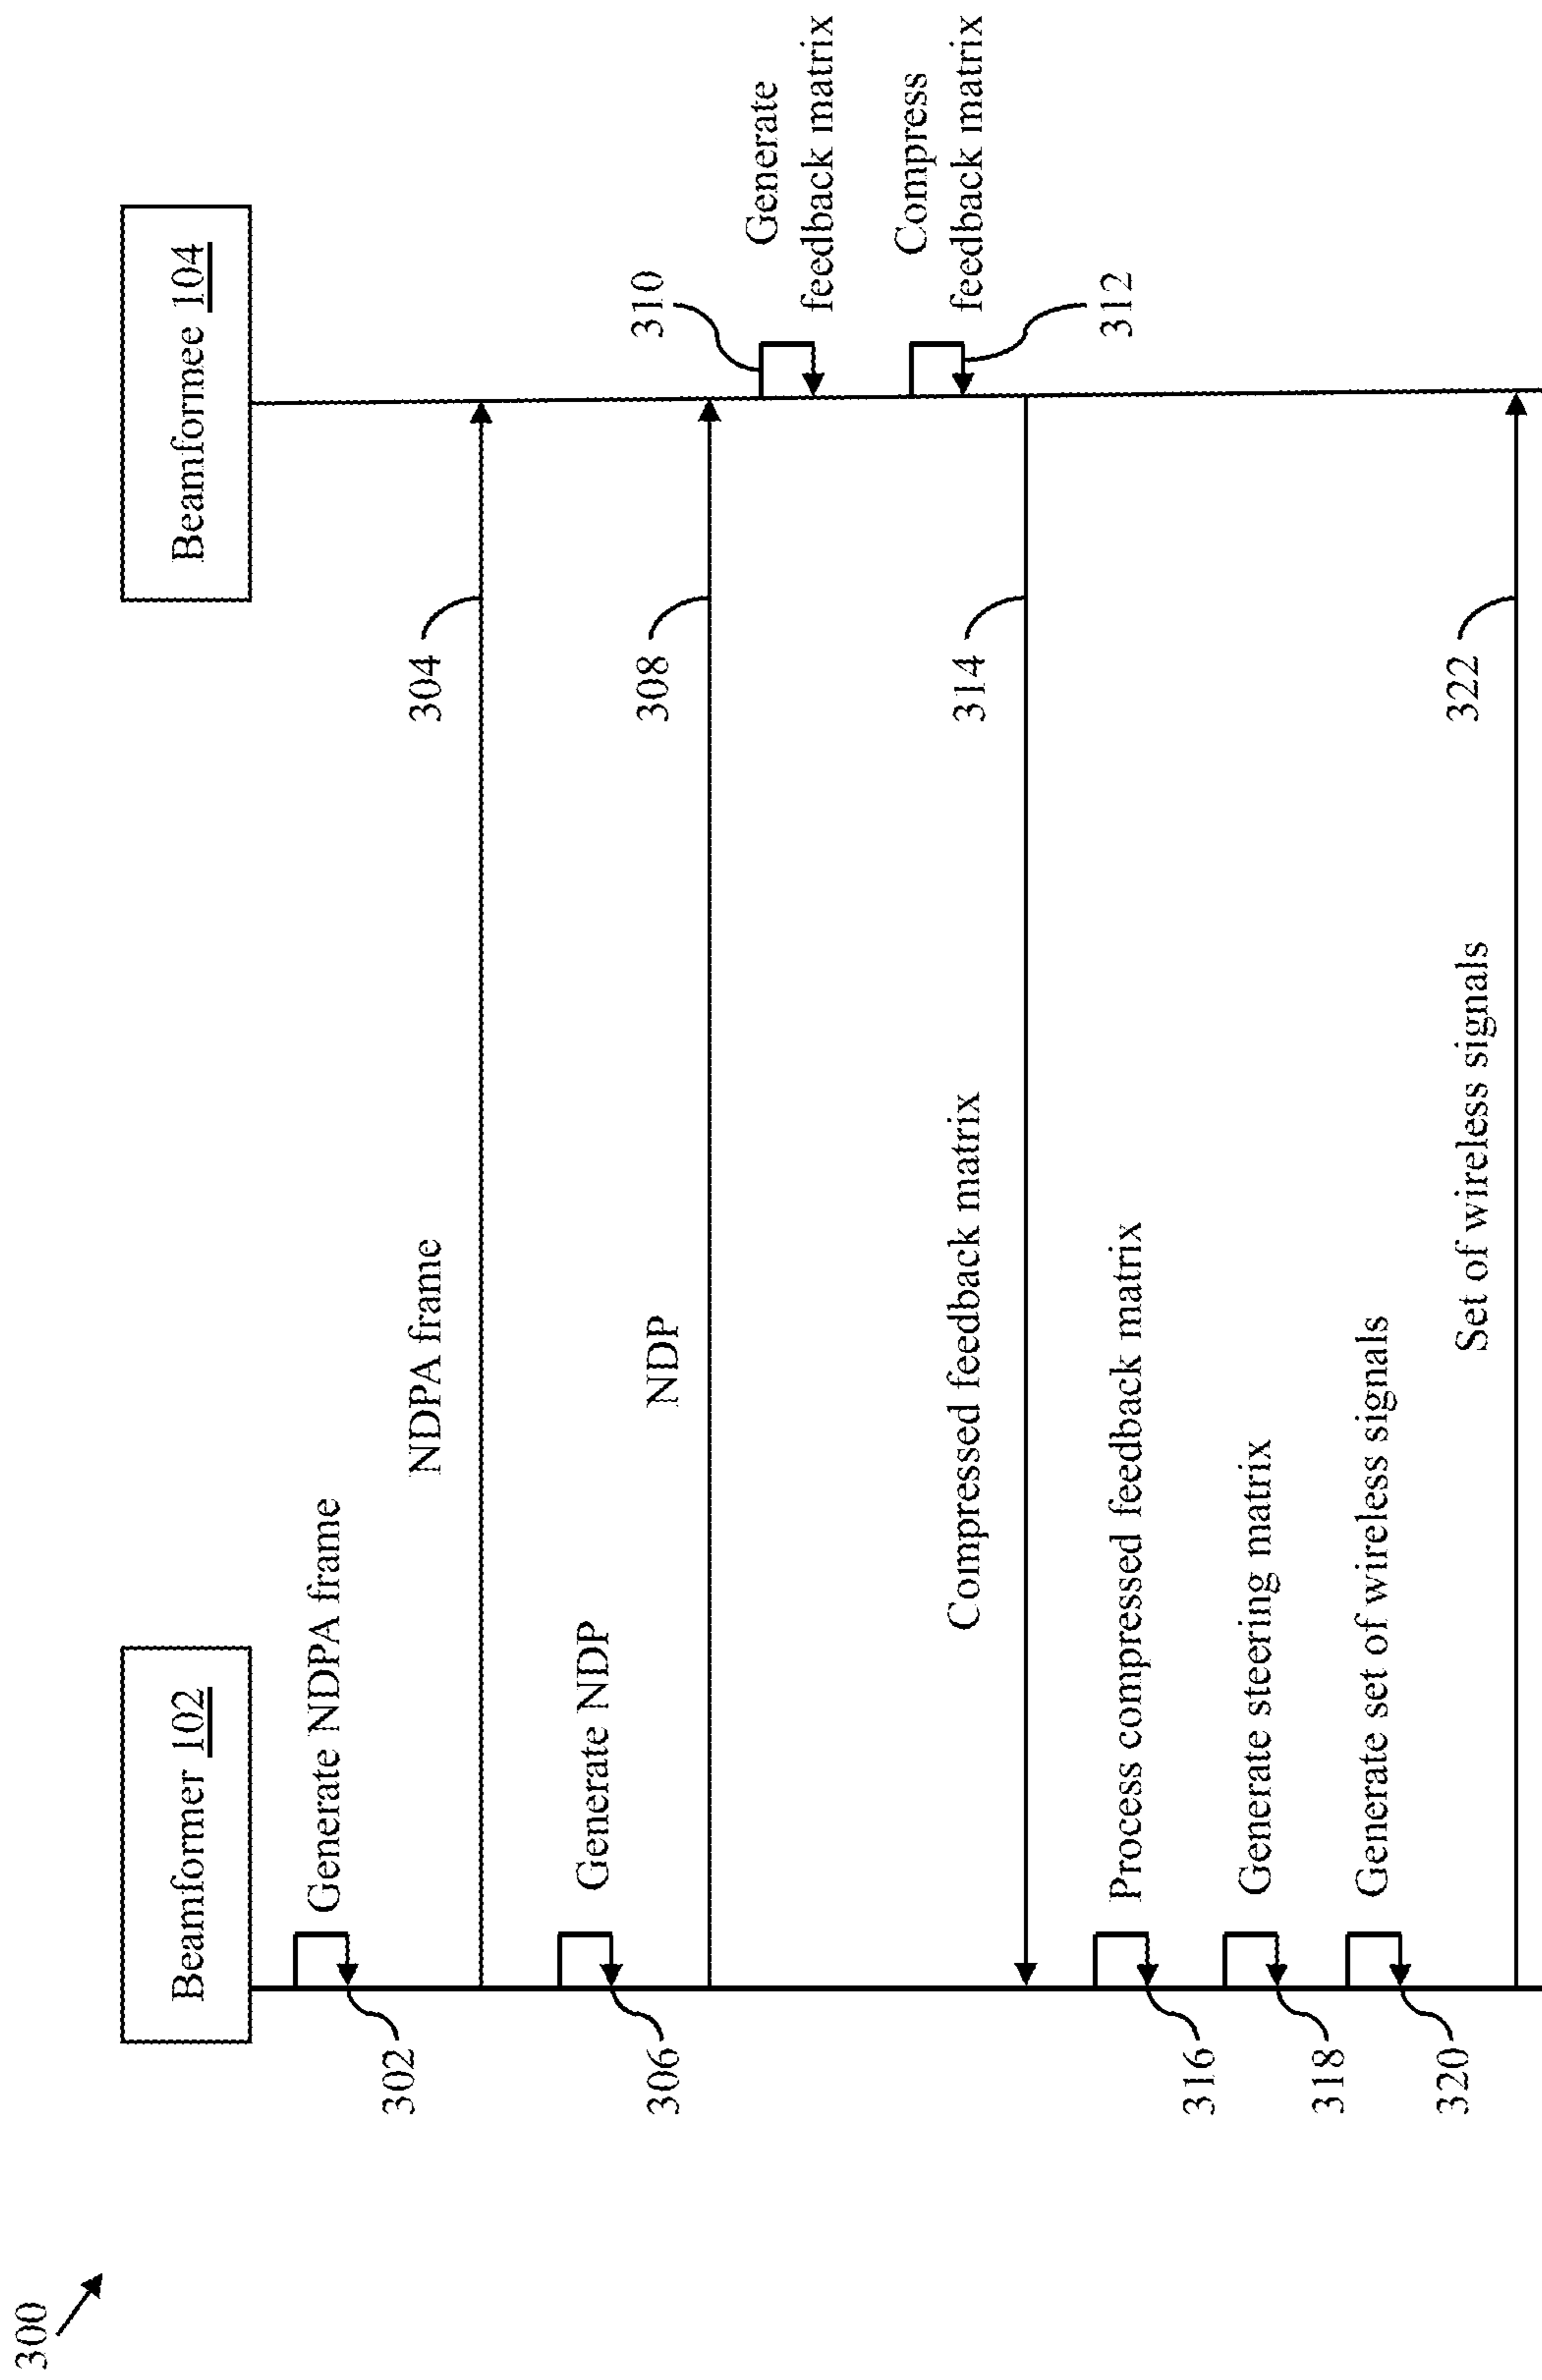 300
Beamformer 102
Beamformee 104
Generate NDPA frame
302
NDPA frame
304
Generate NDP
306
NDP
308
310
Generate
feedback matrix
Compress
feedback matrix
312
Compressed feedback matrix
314
Process compressed feedback matrix
316
Generate steering matrix
318
Generate set of wireless signals
320
Set of wireless signals
322